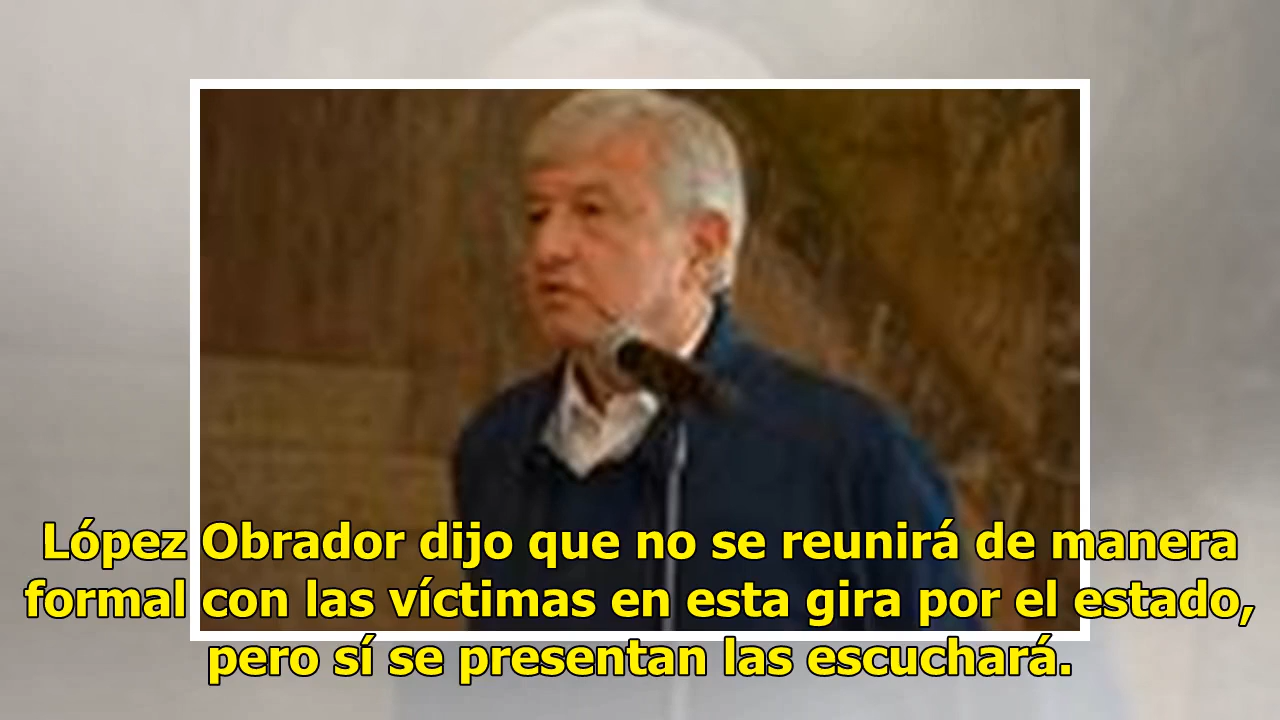 López Obrador dijo que no se reunirá de manera
formal con las víctimas en esta gira por el estado,
pero sí se presentan las escuchará.